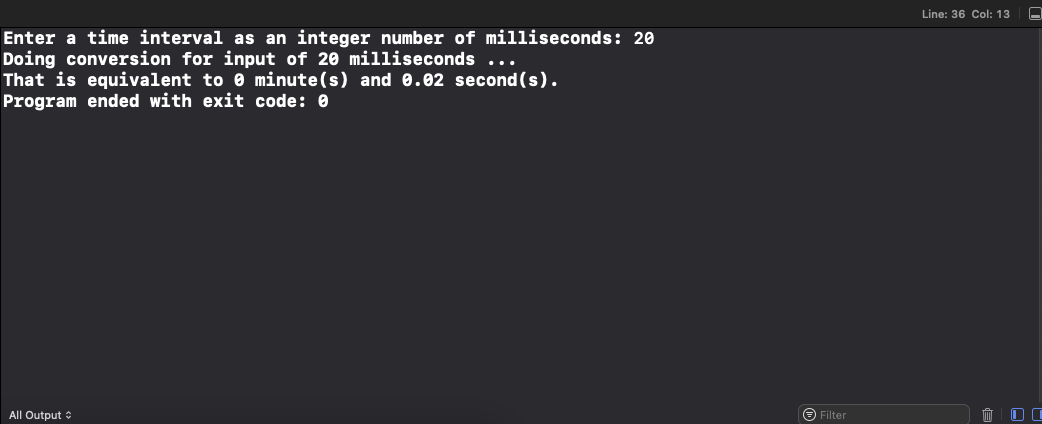 Line: 36 Col: 13
Enter a time interval as an integer number of milliseconds: 20
Doing conversion for input of 20 milliseconds ...
That is equivalent to 0 minute(s) and 0.02 second(s).
Program ended with exit code: 0
All Output
Filter